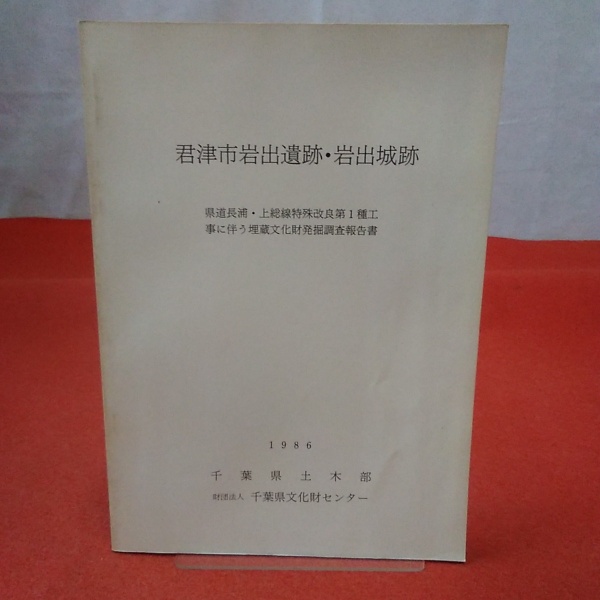 君津市岩出遺跡・岩出城跡
県道長浦・上総線特殊改良第1種工
事に伴う埋蔵文化財発掘調査報告書
1986
千葉県土木部
財団法人 千葉県文化財センター